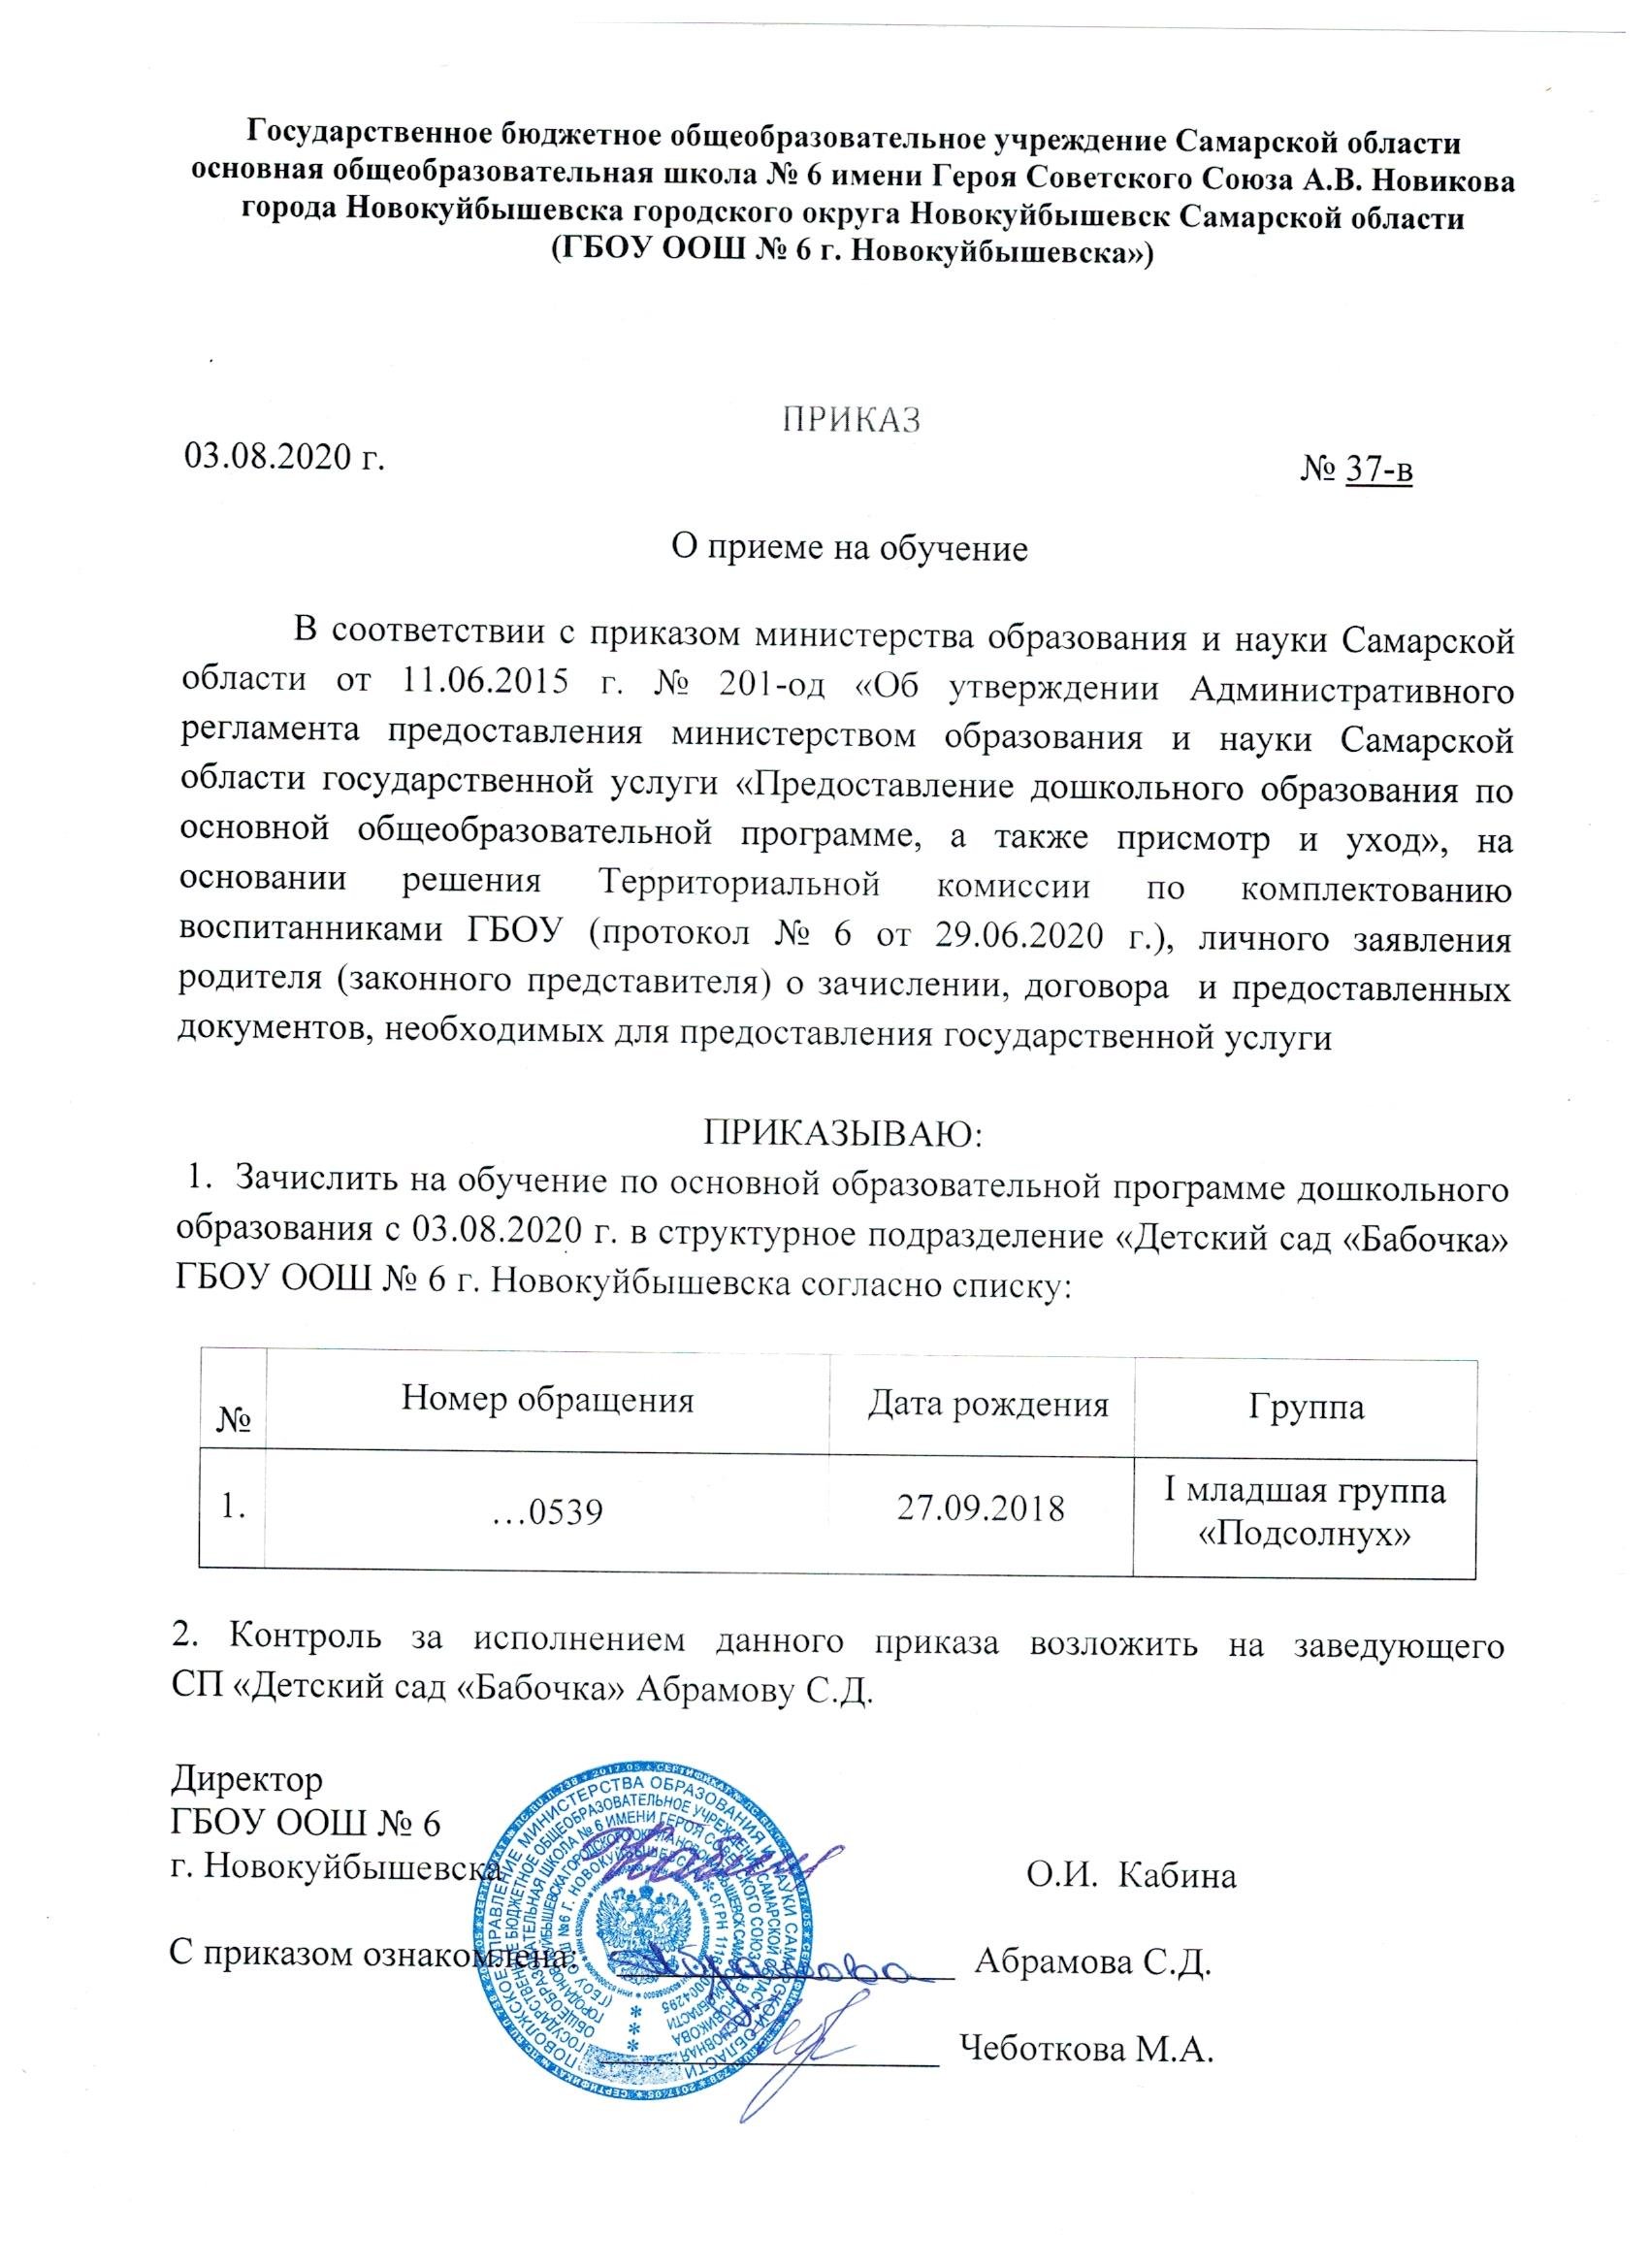 Государственное бюджетное общеобразовательное учреждение Самарской области
основная общеобразовательная школа № 6 имени Героя Советского Союза А.В. Новикова
города Новокуйбышевска городского округа Новокуйбышевск Самарской области
(ГБОУ ООШ № 6 г. Новокуйбышевска»)
ПРИКАЗ
03.08.2020 г.
№ 37-в
О приеме на обучение
В соответствии с приказом министерства образования и науки Самарской
области от 11.06.2015 г. № 201-од «Об утверждении Административного
регламента предоставления министерством образования и науки Самарской
области государственной услуги «Предоставление дошкольного образования по
основной общеобразовательной программе, а также присмотр и уход», на
основании решения Территориальной комиссии по комплектованию
воспитанниками ГБОУ (протокол № 6 от 29.06.2020 г.), личного заявления
родителя (законного представителя) о зачислении, договора и предоставленных
документов, необходимых для предоставления государственной услуги
ПРИКАЗЫВАЮ:
1. Зачислить на обучение по основной образовательной программе дошкольного
образования с 03.08.2020 г. в структурное подразделение «Детский сад «Бабочка»
ГБОУ ООШ № 6 г. Новокуйбышевска согласно списку:
№ Номер обращения Дата рождения Группа
1. …0539 27.09.2018 I младшая группа
«Подсолнух»
2. Контроль за исполнением данного приказа возложить на заведующего
СП «Детский сад «Бабочка» Абрамову С.Д.
Директор
ГБОУ ООШ № 6
г. Новокуйбышевска О.И. Кабина
С приказом ознакомлена: Абрамова Абрамова С.Д.
Чеботкова М.А.